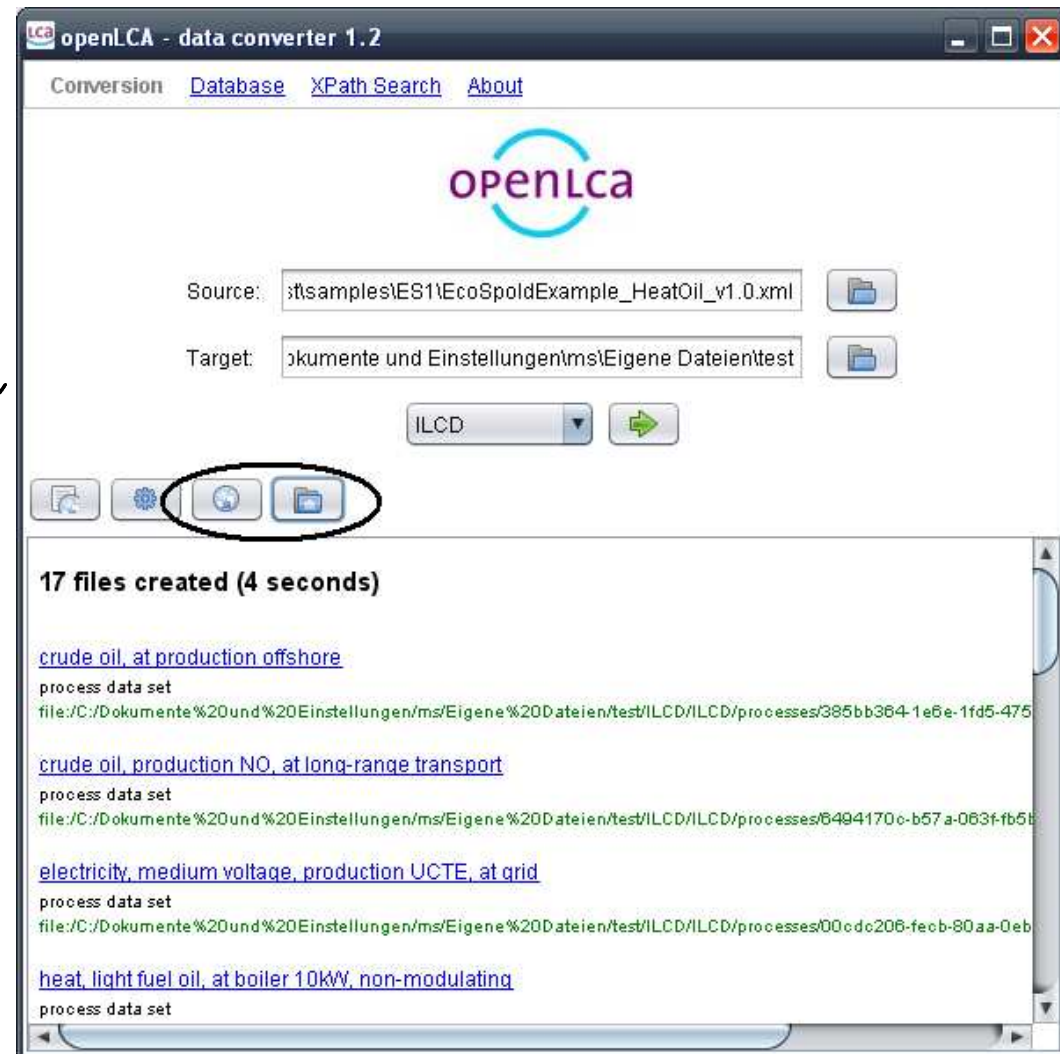 LCa openLCA - data converter 1.2
Conversion Database XPath Search About
openLca
Source: st\samples\ES1\EcoSpoldExample_HeatOil_v1.0.xml
Target: okumente und Einstellungen\ms\Eigene Dateien\test
ILCD
17 files created (4 seconds)
crude oil, at production offshore
process data set
file:/C:/Dokumente%20und%20Einstellungen/ms/Eigene%20Dateien/test/ILCD/ILCD/processes/385bb364-1e6e-1fd5-475
crude oil, production NO, at long-range transport
process data set
file:/C:/Dokumente%20und%20Einstellungen/ms/Eigene%20Dateien/test/ILCD/ILCD/processes/6494170c-b57a-063f-fb5b
electricity, medium voltage, production UCTE, at grid
process data set
file:/C:/Dokumente%20und%20Einstellungen/ms/Eigene%20Dateien/test/ILCD/ILCD/processes/00cdc206-fecb-80aa-0eb
heat, light fuel oil, at boiler 10kW, non-modulating
process data set